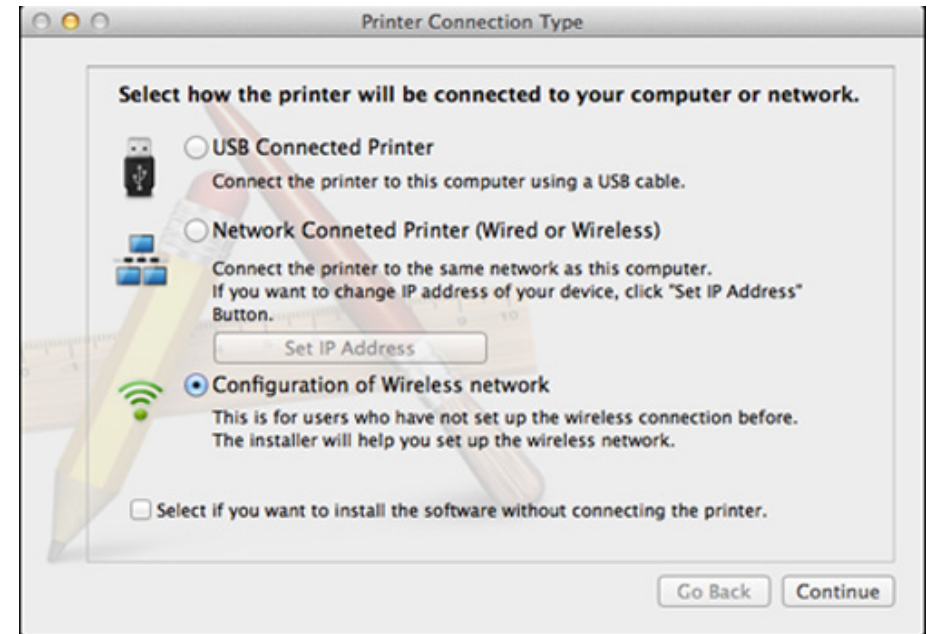 Printer Connection Type
Select how the printer will be connected to your computer or network.
USB Connected Printer
Connect the printer to this computer using a USB cable.
Network Conneted Printer (Wired or Wireless)
Connect the printer to the same network as this computer.
If you want to change IP address of your device, click "Set IP Address"
Button.
Set IP Address
Configuration of Wireless network
This is for users who have not set up the wireless connection before.
The installer will help you set up the wireless network.
Select if you want to install the software without connecting the printer.
Go Back
Continue